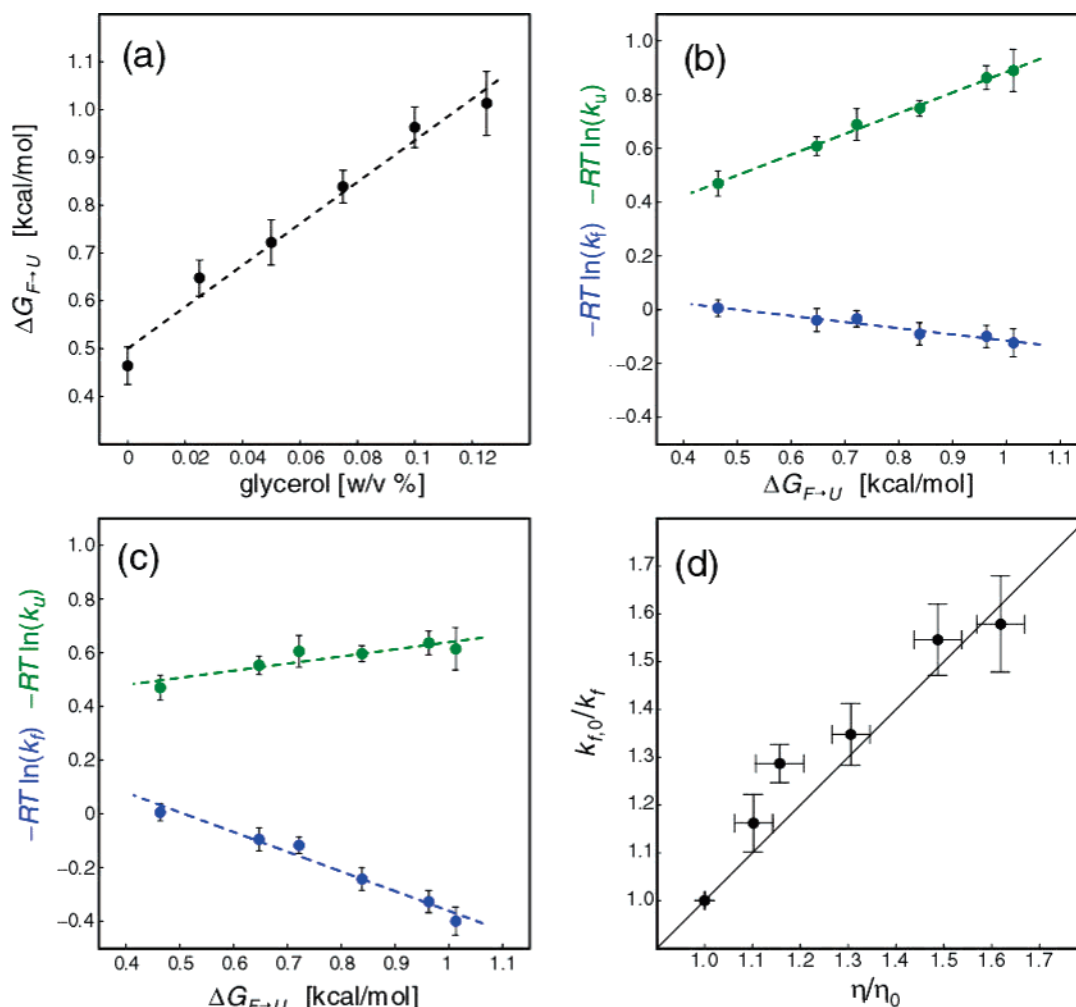 (a)
ΔG_F→U [kcal/mol]
1.1
1.0
0.9
0.8
0.7
0.6
0.5
0.4
0 0.02 0.04 0.06 0.08 0.10 0.12
glycerol [w/v %]
(b)
−RT ln(k_f) −RT ln(k_u)
1.0
0.8
0.6
0.4
0.2
0
−0.2
−0.4
0.4 0.5 0.6 0.7 0.8 0.9 1 1.1
ΔG_F→U [kcal/mol]
(c)
−RT ln(k_f) −RT ln(k_u)
1.0
0.8
0.6
0.4
0.2
0
−0.2
−0.4
0.4 0.5 0.6 0.7 0.8 0.9 1 1.1
ΔG_F→U [kcal/mol]
(d)
k_f,0/k_f
1.7
1.6
1.5
1.4
1.3
1.2
1.1
1.0
1.0 1.1 1.2 1.3 1.4 1.5 1.6 1.7
η/η_0